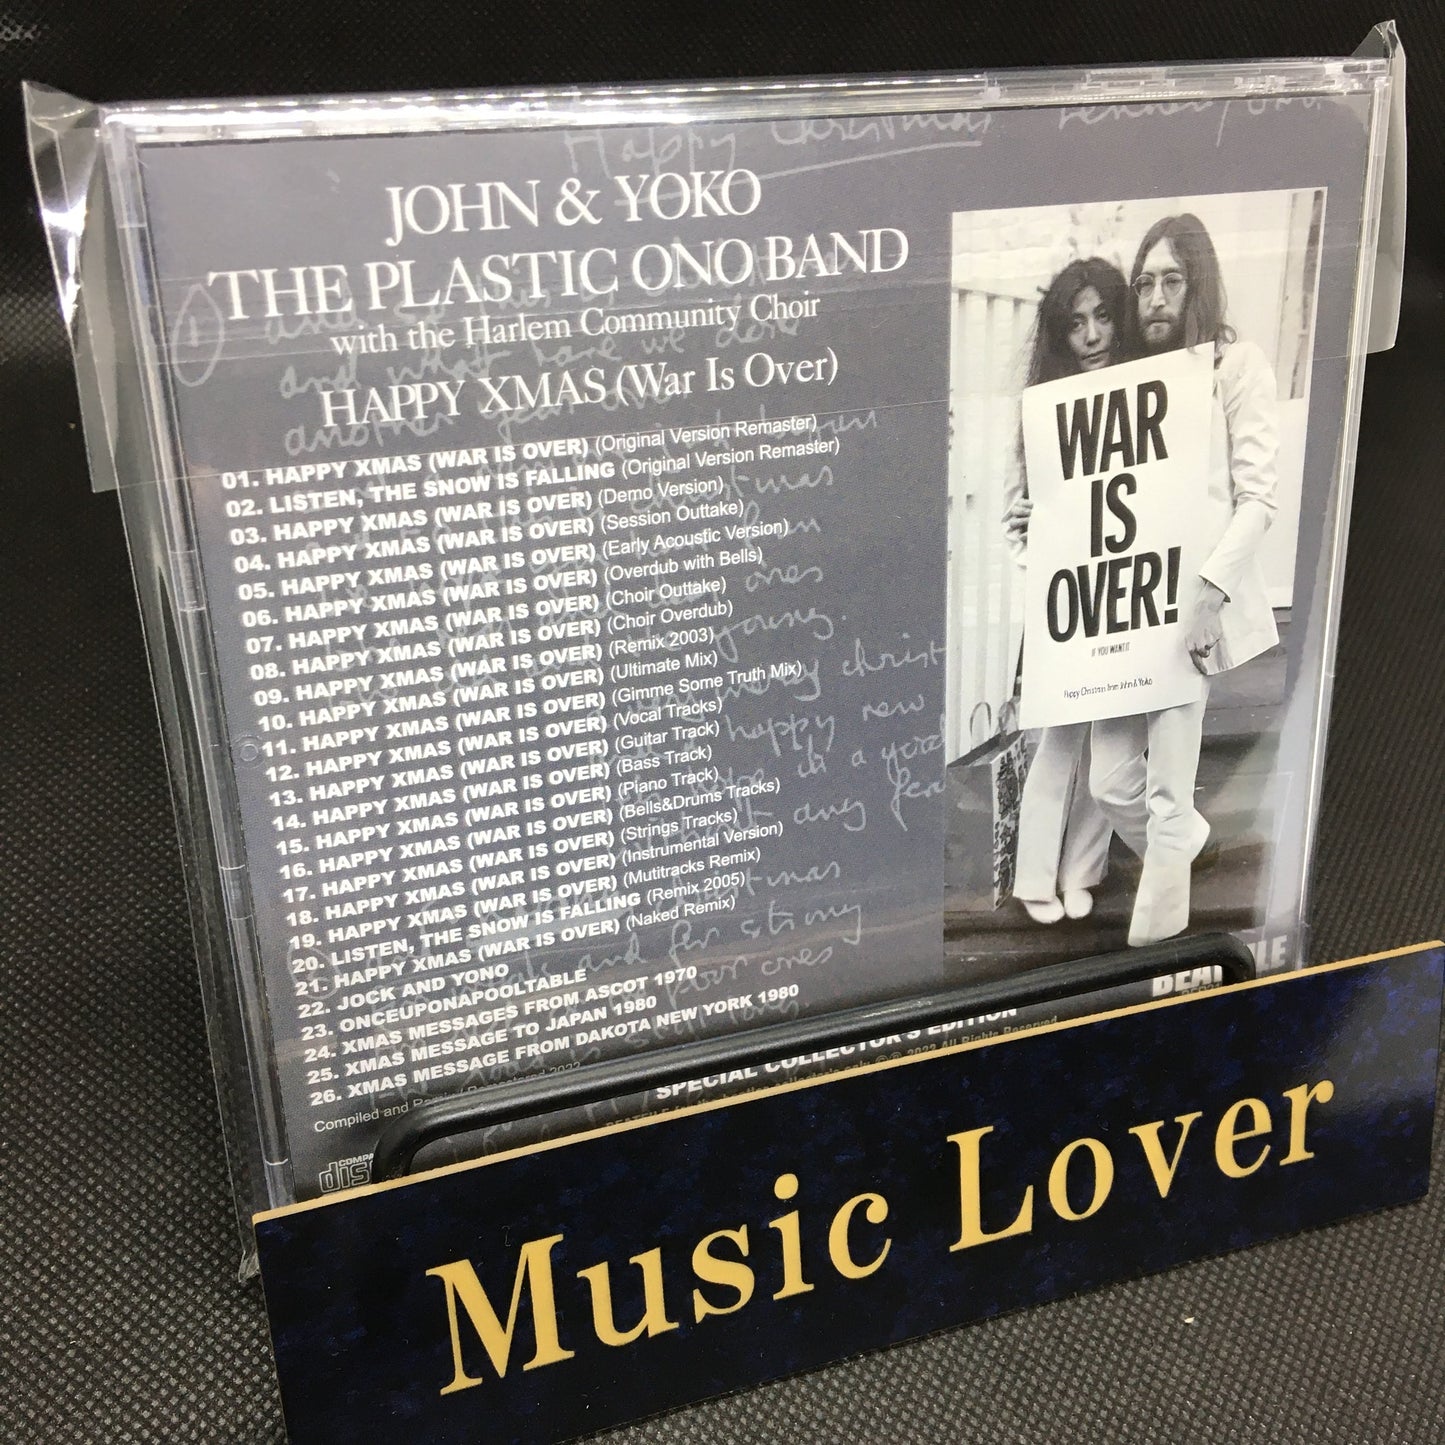 Happy Christmas
JOHN & YOKO
THE PLASTIC ONO BAND
with the Harlem Community Choir
HAPPY XMAS (War Is Over)
01. HAPPY XMAS (WAR IS OVER) (Original Version Remaster)
02. LISTEN, THE SNOW IS FALLING (Original Version Remaster)
03. HAPPY XMAS (WAR IS OVER) (Demo Version)
04. HAPPY XMAS (WAR IS OVER) (Session Outtake)
05. HAPPY XMAS (WAR IS OVER) (Early Acoustic Version)
06. HAPPY XMAS (WAR IS OVER) (Overdub with Bells)
07. HAPPY XMAS (WAR IS OVER) (Choir Outtake)
08. HAPPY XMAS (WAR IS OVER) (Choir Overdub)
09. HAPPY XMAS (WAR IS OVER) (Remix 2003)
10. HAPPY XMAS (WAR IS OVER) (Ultimate Mix)
11. HAPPY XMAS (WAR IS OVER) (Gimme Some Truth Mix)
12. HAPPY XMAS (WAR IS OVER) (Vocal Tracks)
13. HAPPY XMAS (WAR IS OVER) (Guitar Track)
14. HAPPY XMAS (WAR IS OVER) (Bass Track)
15. HAPPY XMAS (WAR IS OVER) (Piano Track)
16. HAPPY XMAS (WAR IS OVER) (Bells&Drums Tracks)
17. HAPPY XMAS (WAR IS OVER) (Strings Tracks)
18. HAPPY XMAS (WAR IS OVER) (Instrumental Version)
19. HAPPY XMAS (WAR IS OVER) (Mutitracks Remix)
20. LISTEN, THE SNOW IS FALLING (Remix 2005)
21. HAPPY XMAS (WAR IS OVER) (Naked Remix)
22. JOCK AND YONO
23. ONCEUPONAPOOLTABLE
24. XMAS MESSAGES FROM ASCOT 1970
25. XMAS MESSAGE TO JAPAN 1980
26. XMAS MESSAGE FROM DAKOTA NEW YORK 1980
Compiled and Remix / Remasterd 2022
SPECIAL COLLECTOR'S EDITION
2022 All Rights Reserved
WAR
IS
OVER!
IF YOU WANT IT
Happy Christmas from John & Yoko
Music Lover